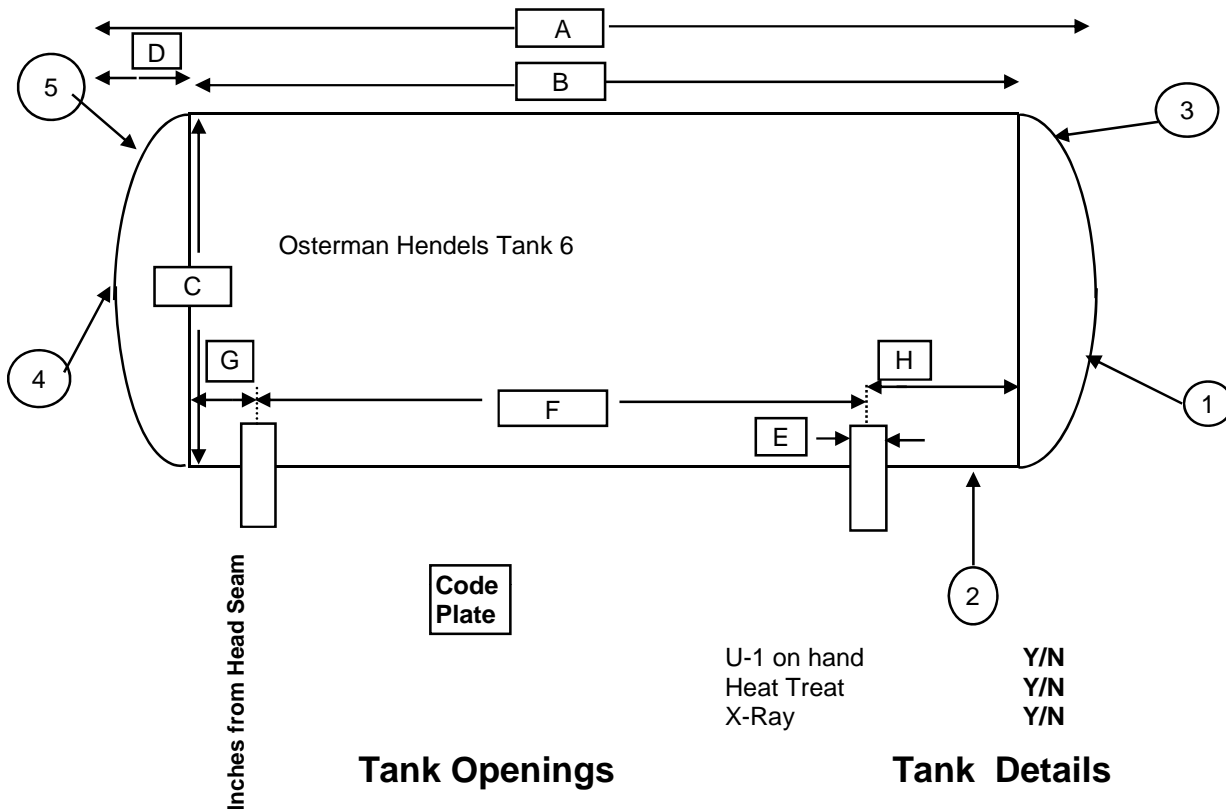 A
D
B
5
3
Osterman Hendels Tank 6
C
G
H
4
F
1
E
2
Inches from Head Seam
Code
Plate
U-1 on hand Y/N
Heat Treat Y/N
X-Ray Y/N
Tank Openings Tank Details